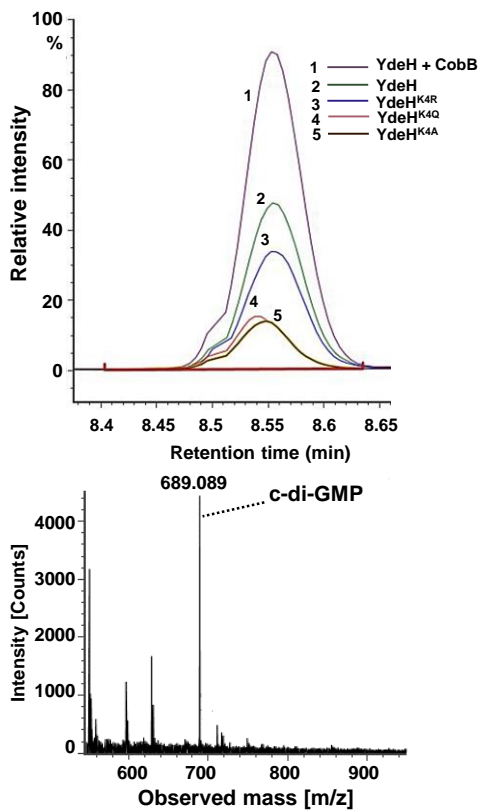 100
%
80
60
40
20
0
Relative intensity
1 YdeH + CobB
2 YdeH
3 YdeH^K4R
4 YdeH^K4Q
5 YdeH^K4A
1
2
3
4
5
8.4 8.45 8.5 8.55 8.6 8.65
Retention time (min)
689.089
c-di-GMP
4000
3000
2000
1000
0
Intensity [Counts]
600 700 800 900
Observed mass [m/z]